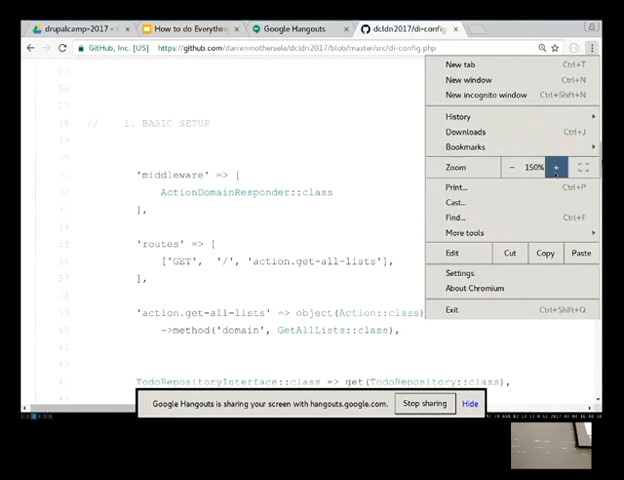 drupalcamp-2017 -
How to do Everything
Google Hangouts
dcldn2017/di-config.
GitHub, Inc. [US]
https://github.com/darrenmothersele/dcldn2017/blob/master/src/di-config.php
New tab Ctrl+T
New window Ctrl+N
New incognito window Ctrl+Shift+N
History
Downloads Ctrl+J
Bookmarks
Zoom − 150% +
Print... Ctrl+P
Cast...
Find... Ctrl+F
More tools
Edit Cut Copy Paste
Settings
About Chromium
Exit Ctrl+Shift+Q
// 1. BASIC SETUP
'middleware' => [
ActionDomainResponder::class
],
'routes' => [
['GET', '/', 'action.get-all-lists'],
],
'action.get-all-lists' => object(Action::class)
->method('domain', GetAllLists::class),
TodoRepositoryInterface::class => get(TodoRepository::class),
Google Hangouts is sharing your screen with hangouts.google.com. Stop sharing Hide